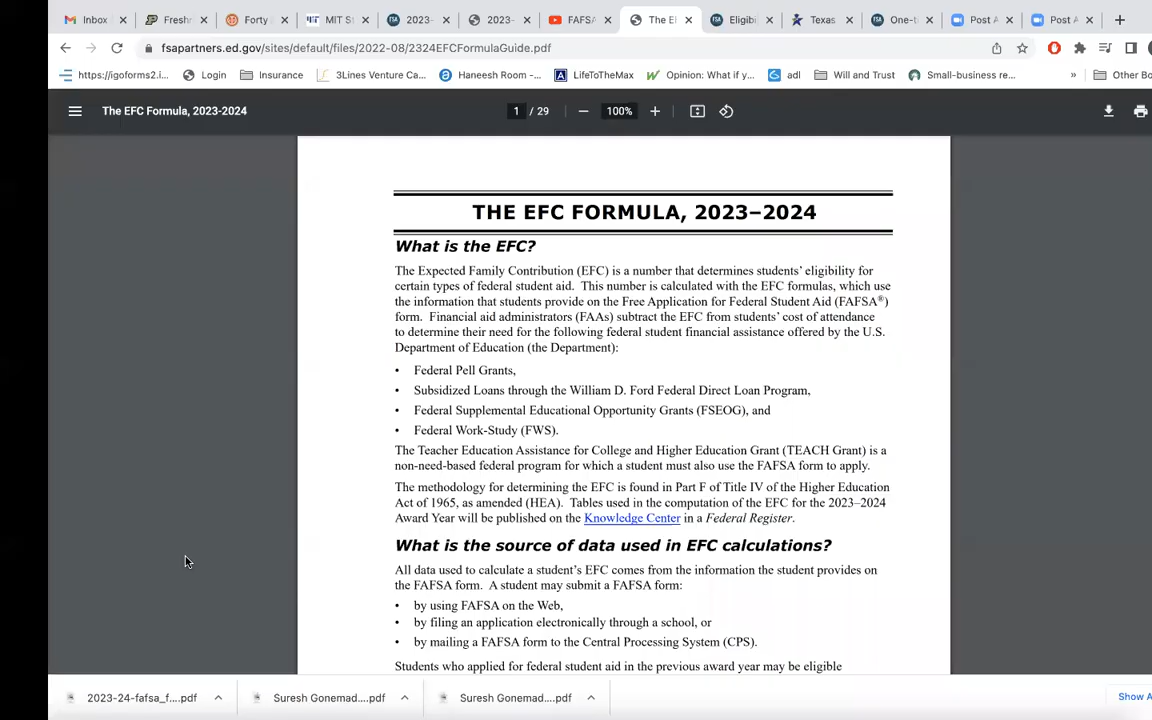 Inbox
Freshr
Forty
MIT S
2023-
2023-
FAFS
The EF
Eligib
Texas
One-t
Post A
Post A
fsapartners.ed.gov/sites/default/files/2022-08/2324EFCFormulaGuide.pdf
https://igoforms2.i...
Login
Insurance
3Lines Venture Ca...
Haneesh Room -...
LifeToTheMax
Opinion: What if y...
adl
Will and Trust
Small-business re...
»
Other Bo
The EFC Formula, 2023-2024
1 / 29
100%
THE EFC FORMULA, 2023–2024
What is the EFC?
The Expected Family Contribution (EFC) is a number that determines students’ eligibility for
certain types of federal student aid. This number is calculated with the EFC formulas, which use
the information that students provide on the Free Application for Federal Student Aid (FAFSA®)
form. Financial aid administrators (FAAs) subtract the EFC from students’ cost of attendance
to determine their need for the following federal student financial assistance offered by the U.S.
Department of Education (the Department):
• Federal Pell Grants,
• Subsidized Loans through the William D. Ford Federal Direct Loan Program,
• Federal Supplemental Educational Opportunity Grants (FSEOG), and
• Federal Work-Study (FWS).
The Teacher Education Assistance for College and Higher Education Grant (TEACH Grant) is a
non-need-based federal program for which a student must also use the FAFSA form to apply.
The methodology for determining the EFC is found in Part F of Title IV of the Higher Education
Act of 1965, as amended (HEA). Tables used in the computation of the EFC for the 2023–2024
Award Year will be published on the Knowledge Center in a Federal Register.
What is the source of data used in EFC calculations?
All data used to calculate a student’s EFC comes from the information the student provides on
the FAFSA form. A student may submit a FAFSA form:
• by using FAFSA on the Web,
• by filing an application electronically through a school, or
• by mailing a FAFSA form to the Central Processing System (CPS).
Students who applied for federal student aid in the previous award year may be eligible
2023-24-fafsa_f....pdf
Suresh Gonemad....pdf
Suresh Gonemad....pdf
Show A